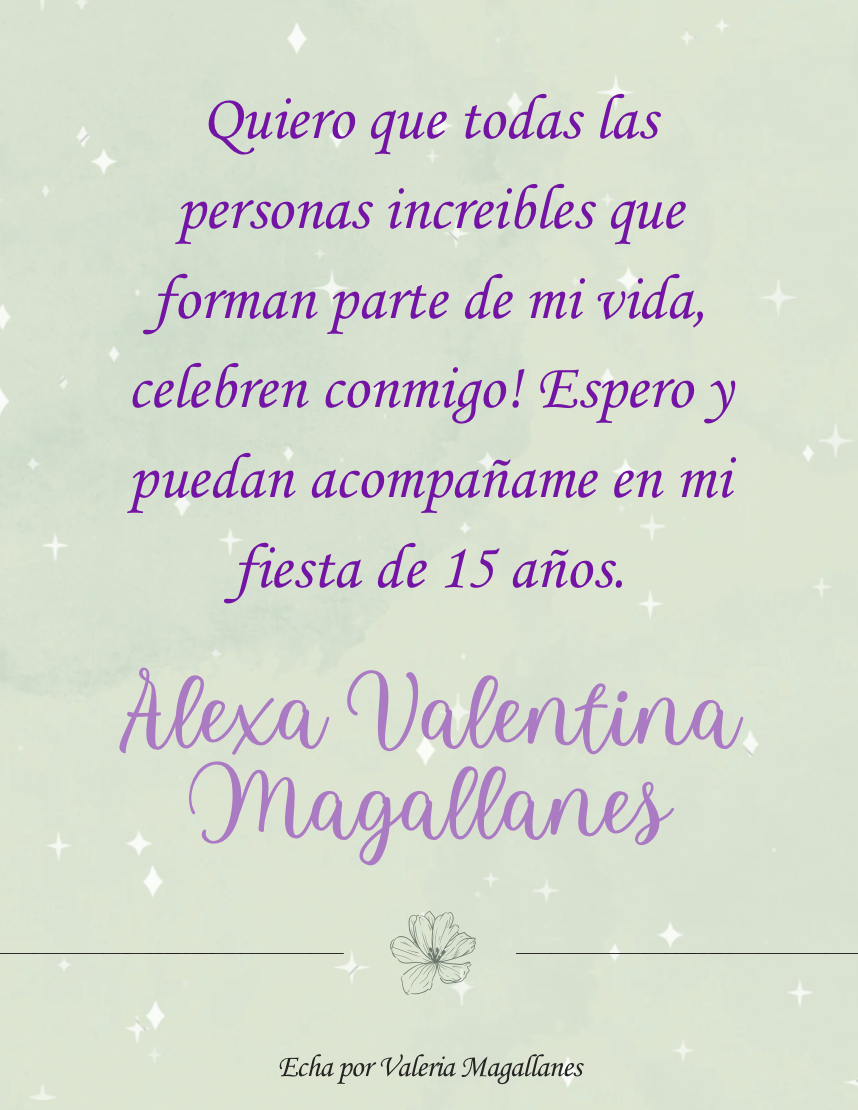 Quiero que todas las
personas increibles que
forman parte de mi vida,
celebren conmigo! Espero y
puedan acompañame en mi
fiesta de 15 años.
Alexa Valentina
Magallanes
Echa por Valeria Magallanes